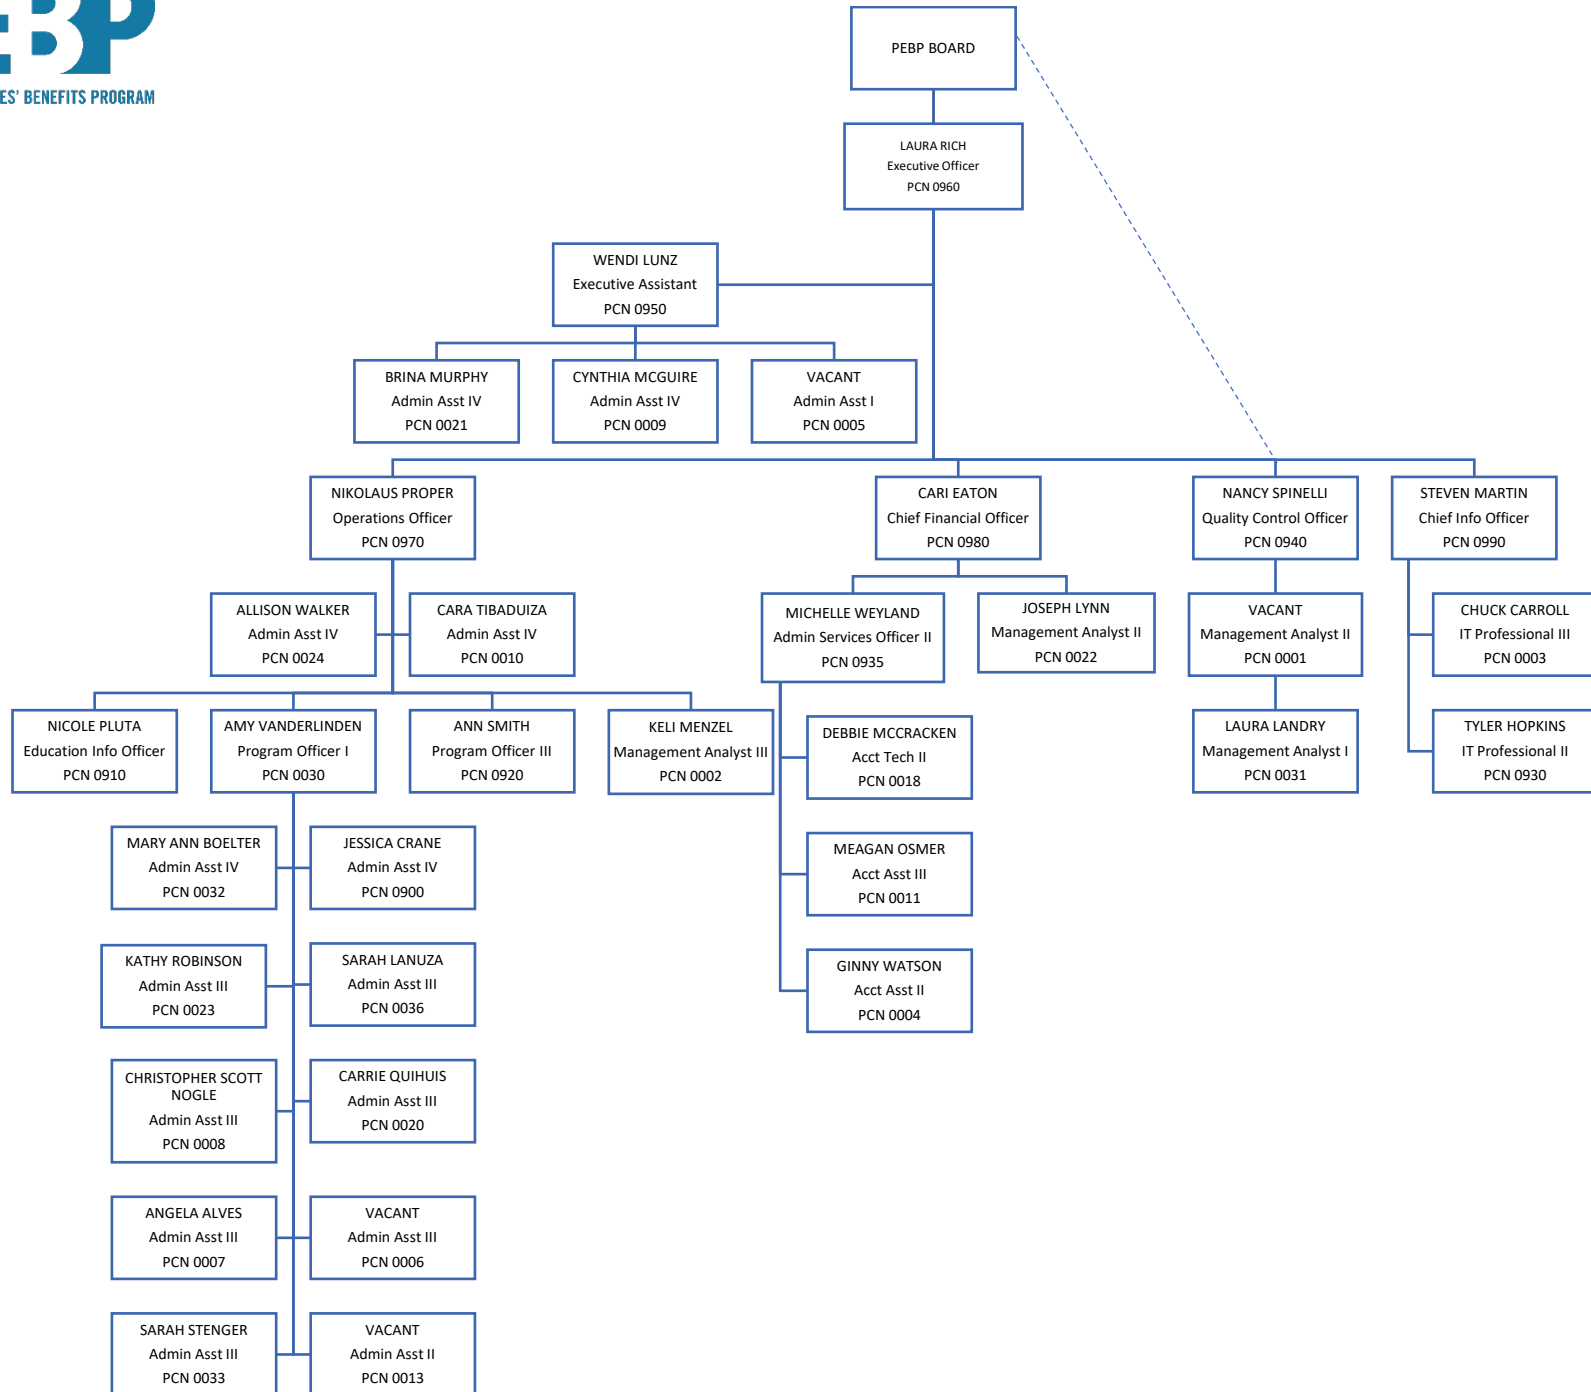 BP
ES' BENEFITS PROGRAM
PEBP BOARD
LAURA RICH
Executive Officer
PCN 0960
WENDI LUNZ
Executive Assistant
PCN 0950
BRINA MURPHY
Admin Asst IV
PCN 0021
CYNTHIA MCGUIRE
Admin Asst IV
PCN 0009
VACANT
Admin Asst I
PCN 0005
NIKOLAUS PROPER
Operations Officer
PCN 0970
CARI EATON
Chief Financial Officer
PCN 0980
NANCY SPINELLI
Quality Control Officer
PCN 0940
STEVEN MARTIN
Chief Info Officer
PCN 0990
ALLISON WALKER
Admin Asst IV
PCN 0024
CARA TIBADUIZA
Admin Asst IV
PCN 0010
MICHELLE WEYLAND
Admin Services Officer II
PCN 0935
JOSEPH LYNN
Management Analyst II
PCN 0022
VACANT
Management Analyst II
PCN 0001
CHUCK CARROLL
IT Professional III
PCN 0003
NICOLE PLUTA
Education Info Officer
PCN 0910
AMY VANDERLINDEN
Program Officer I
PCN 0030
ANN SMITH
Program Officer III
PCN 0920
KELI MENZEL
Management Analyst III
PCN 0002
DEBBIE MCCRACKEN
Acct Tech II
PCN 0018
LAURA LANDRY
Management Analyst I
PCN 0031
TYLER HOPKINS
IT Professional II
PCN 0930
MARY ANN BOELTER
Admin Asst IV
PCN 0032
JESSICA CRANE
Admin Asst IV
PCN 0900
MEAGAN OSMER
Acct Asst III
PCN 0011
KATHY ROBINSON
Admin Asst III
PCN 0023
SARAH LANUZA
Admin Asst III
PCN 0036
GINNY WATSON
Acct Asst II
PCN 0004
CHRISTOPHER SCOTT
NOGLE
Admin Asst III
PCN 0008
CARRIE QUIHUIS
Admin Asst III
PCN 0020
ANGELA ALVES
Admin Asst III
PCN 0007
VACANT
Admin Asst III
PCN 0006
SARAH STENGER
Admin Asst III
PCN 0033
VACANT
Admin Asst II
PCN 0013